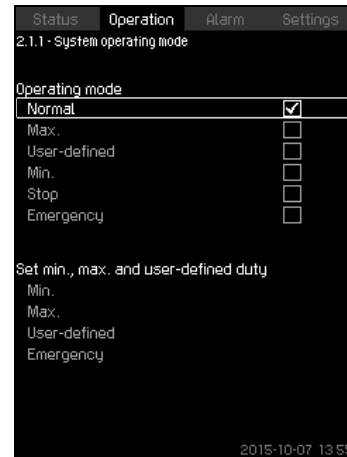 Status Operation Alarm Settings
2.1.1 - System operating mode
Operating mode
Normal
Max.
User-defined
Min.
Stop
Emergency
Set min., max. and user-defined duty
Min.
Max.
User-defined
Emergency
2015-10-07 13:55